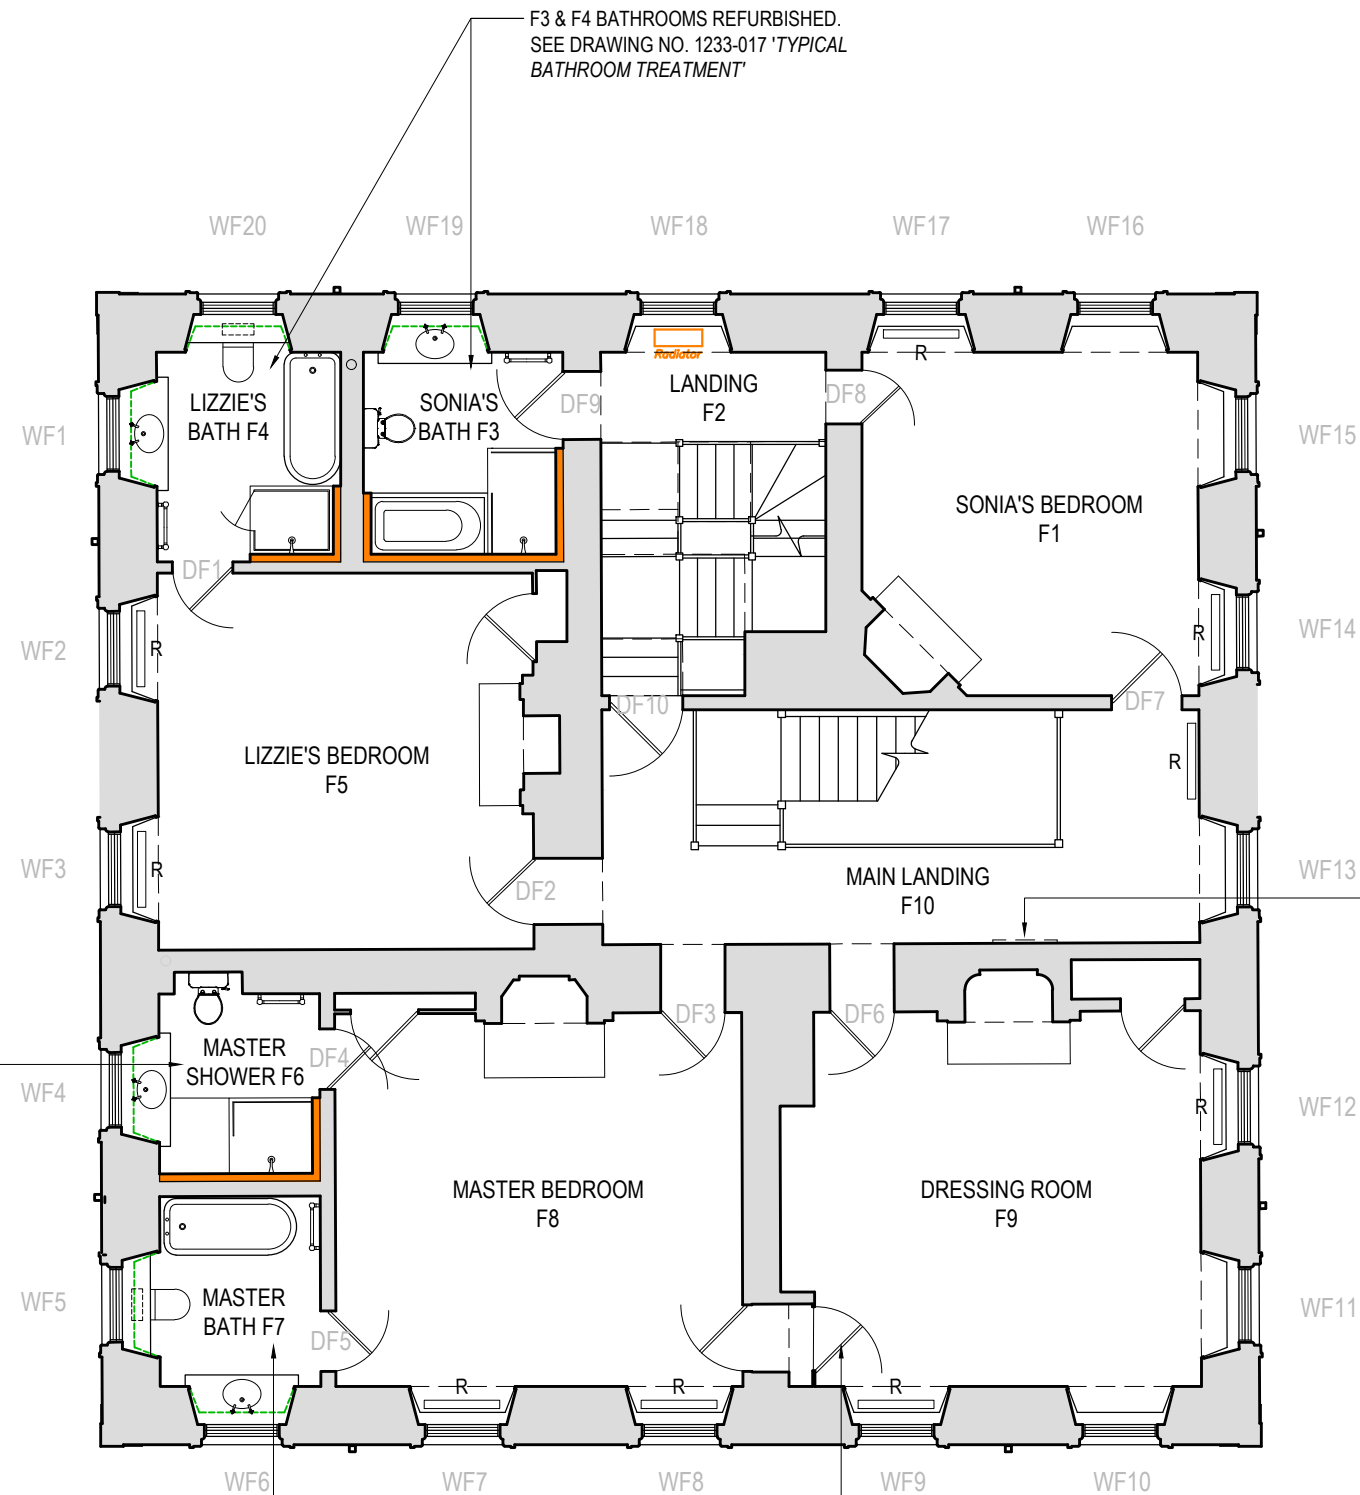 F3 & F4 BATHROOMS REFURBISHED.
SEE DRAWING NO. 1233-017 'TYPICAL
BATHROOM TREATMENT'
WF20
WF19
WF18
WF17
WF16
R
Radiator
LANDING
F2
DF9
DF8
LIZZIE'S
BATH F4
SONIA'S
BATH F3
WF1
WF15
SONIA'S BEDROOM
F1
DF1
WF2
R
R
WF14
DF10
DF7
LIZZIE'S BEDROOM
F5
R
WF3
R
DF2
MAIN LANDING
F10
WF13
DF3
DF6
MASTER
SHOWER F6
DF4
WF4
R
WF12
MASTER BEDROOM
F8
DRESSING ROOM
F9
WF5
MASTER
BATH F7
DF5
WF11
R
R
R
WF6
WF7
WF8
WF9
WF10